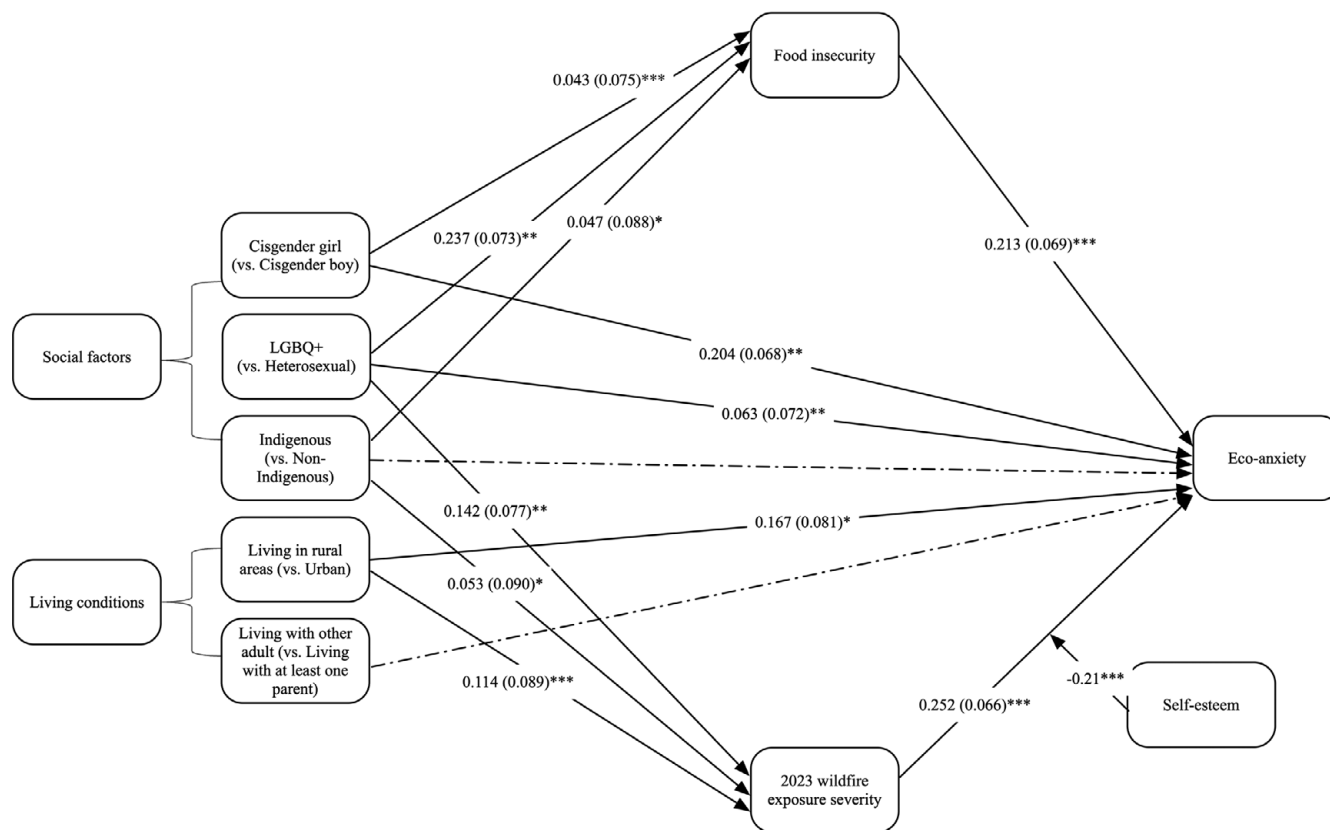 Food insecurity
0.043 (0.075)***
0.237 (0.073)**
0.047 (0.088)*
0.213 (0.069)***
Cisgender girl
(vs. Cisgender boy)
Social factors
LGBQ+
(vs. Heterosexual)
0.204 (0.068)**
0.063 (0.072)**
Indigenous
(vs. Non-
Indigenous)
Eco-anxiety
0.142 (0.077)**
0.167 (0.081)*
Living conditions
Living in rural
areas (vs. Urban)
0.053 (0.090)*
Living with other
adult (vs. Living
with at least one
parent)
0.114 (0.089)***
-0.21***
0.252 (0.066)***
Self-esteem
2023 wildfire
exposure severity